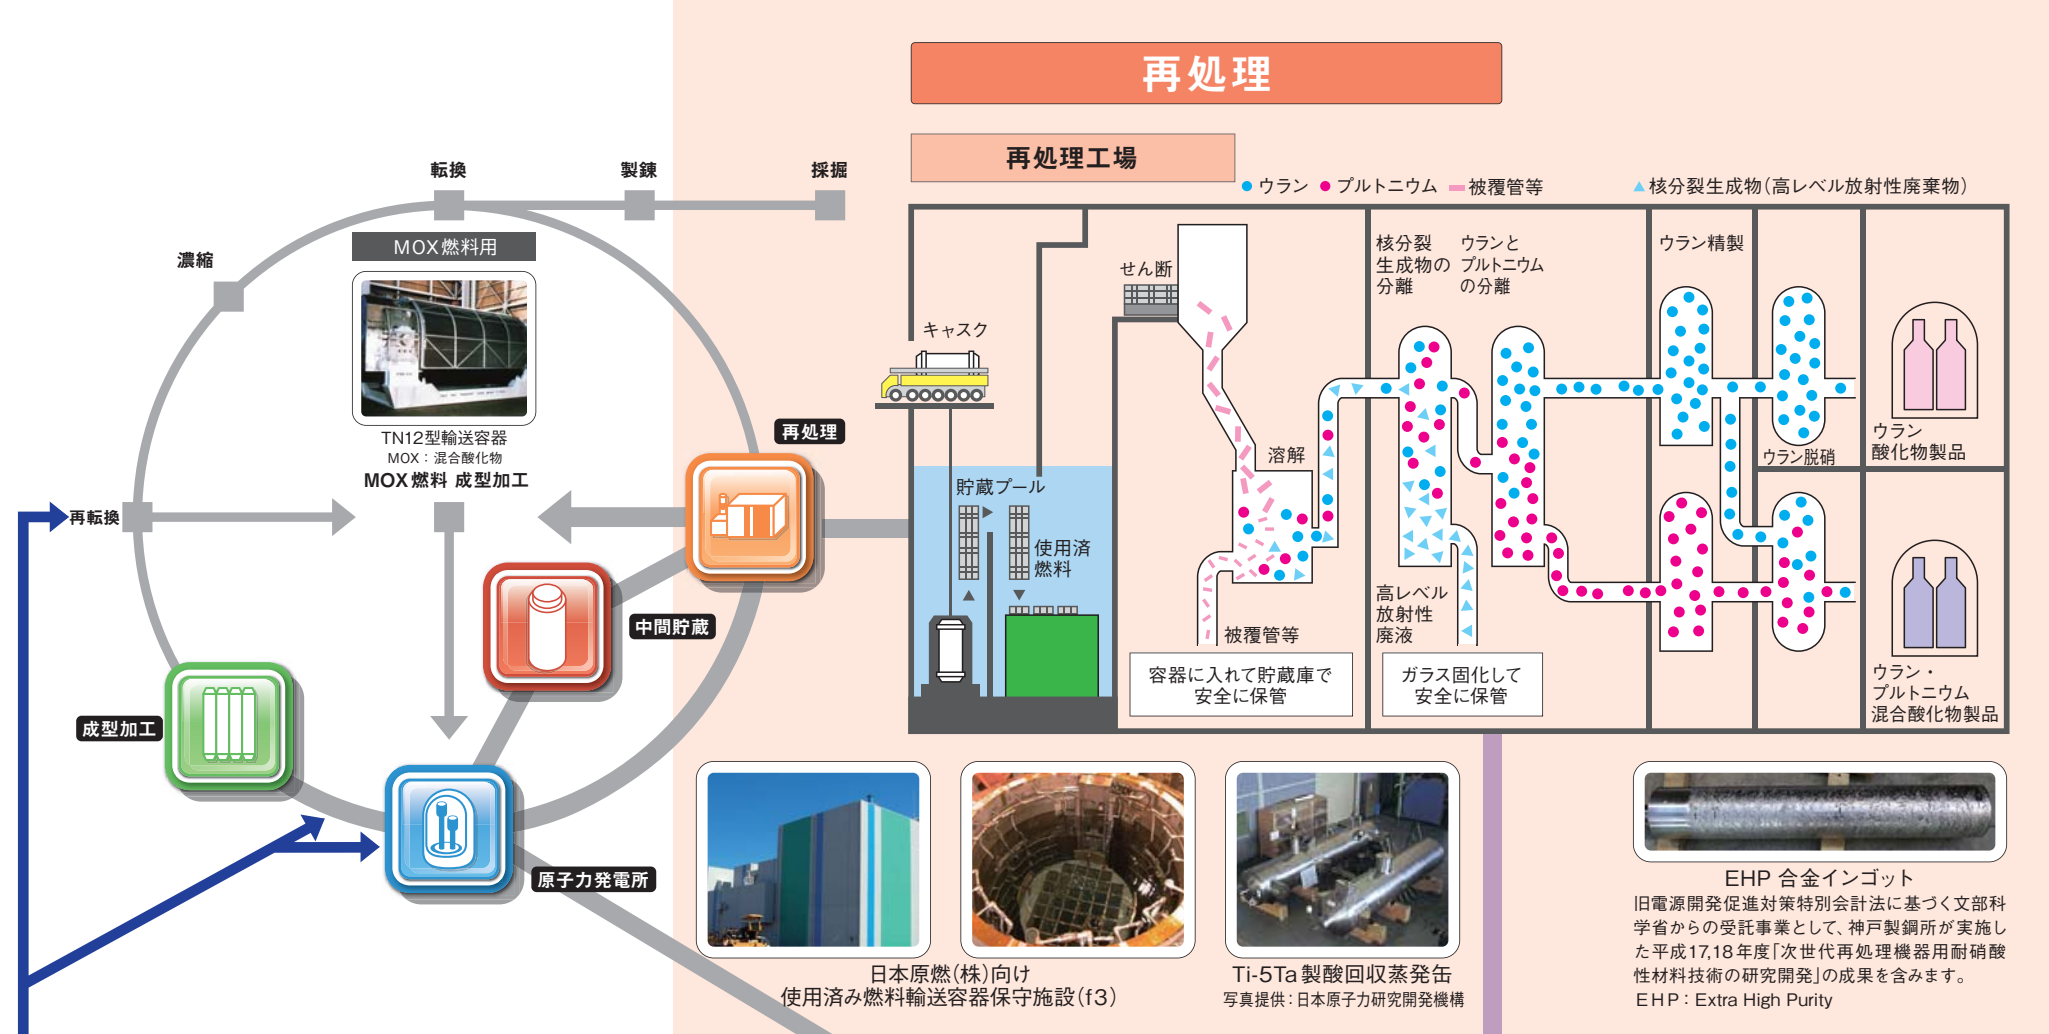 再処理
再処理工場
ウラン
プルトニウム
被覆管等
核分裂生成物(高レベル放射性廃棄物)
転換
製錬
採掘
濃縮
再転換
MOX燃料用
TN12型輸送容器
MOX：混合酸化物
MOX燃料 成型加工
再処理
中間貯蔵
成型加工
原子力発電所
キャスク
貯蔵プール
使用済
燃料
せん断
溶解
被覆管等
容器に入れて貯蔵庫で
安全に保管
核分裂
生成物の
分離
ウランと
プルトニウム
の分離
高レベル
放射性
廃液
ガラス固化して
安全に保管
ウラン精製
ウラン脱硝
ウラン
酸化物製品
ウラン・
プルトニウム
混合酸化物製品
日本原燃(株)向け
使用済み燃料輸送容器保守施設(f3)
Ti-5Ta製酸回収蒸発缶
写真提供：日本原子力研究開発機構
EHP 合金インゴット
旧電源開発促進対策特別会計法に基づく文部科
学省からの受託事業として、神戸製鋼所が実施し
た平成17,18年度「次世代再処理機器用耐硝酸
性材料技術の研究開発」の成果を含みます。
EHP：Extra High Purity